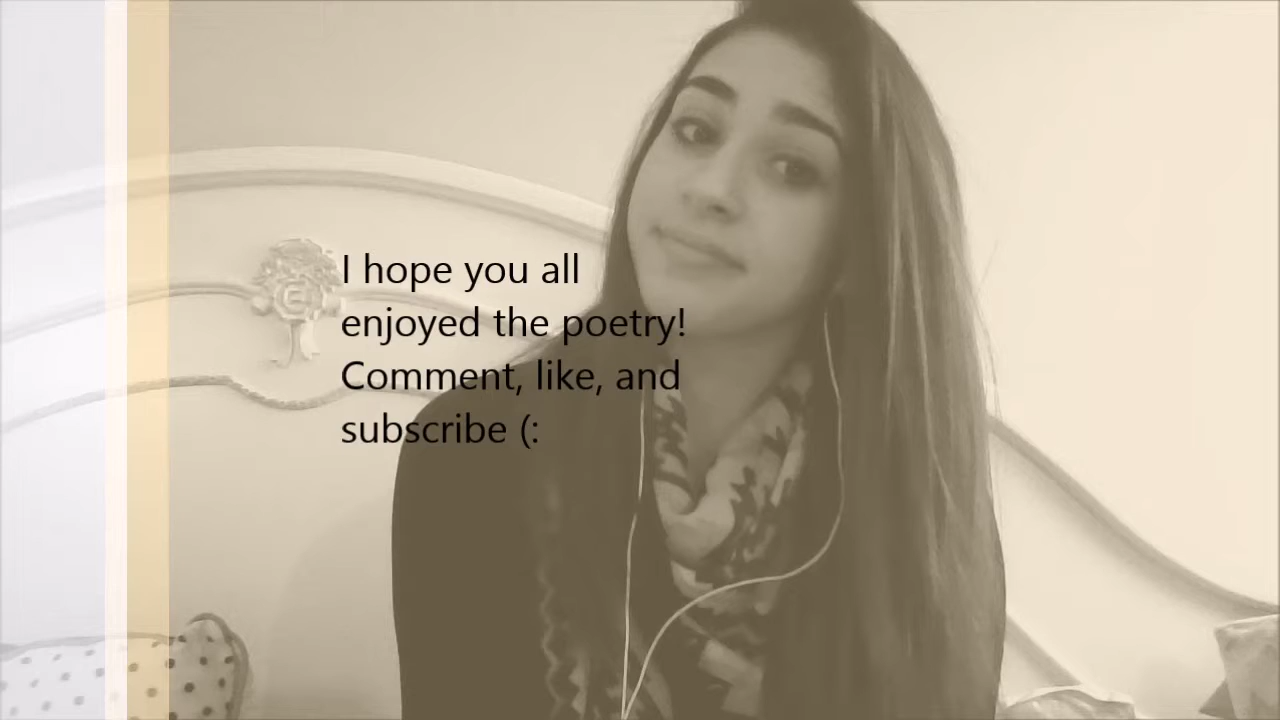 I hope you all
enjoyed the poetry!
Comment, like, and
subscribe (: